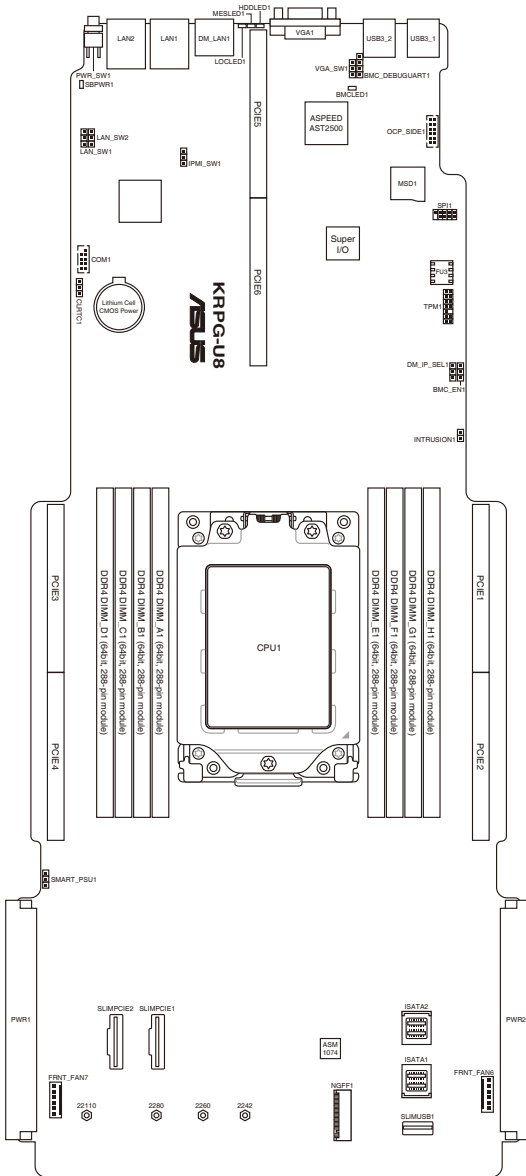 HDDLED1
MESLED1
LOCLED1
VGA1
LAN2
LAN1
DM_LAN1
USB3_2
USB3_1
PWR_SW1
SBPWR1
VGA_SW1
BMC_DEBUGUART1
BMCLED1
PCIE5
ASPEED
AST2500
OCP_SIDE1
LAN_SW2
LAN_SW1
IPMI_SW1
MSD1
SPI1
Super
I/O
COM1
FU3
PCIE6
CLRTC1
Lithium Cell
CMOS Power
KRPG-U8
ASUS
TPM1
DM_IP_SEL1
BMC_EN1
INTRUSION1
PCIE3
DDR4 DIMM_D1 (64bit, 288-pin module)
DDR4 DIMM_C1 (64bit, 288-pin module)
DDR4 DIMM_B1 (64bit, 288-pin module)
DDR4 DIMM_A1 (64bit, 288-pin module)
CPU1
DDR4 DIMM_E1 (64bit, 288-pin module)
DDR4 DIMM_F1 (64bit, 288-pin module)
DDR4 DIMM_G1 (64bit, 288-pin module)
DDR4 DIMM_H1 (64bit, 288-pin module)
PCIE1
PCIE4
PCIE2
SMART_PSU1
PWR1
PWR2
SLIMPCIE2
SLIMPCIE1
ISATA2
ASM
1074
ISATA1
FRNT_FAN7
FRNT_FAN6
NGFF1
22110
2280
2260
2242
SLIMUSB1